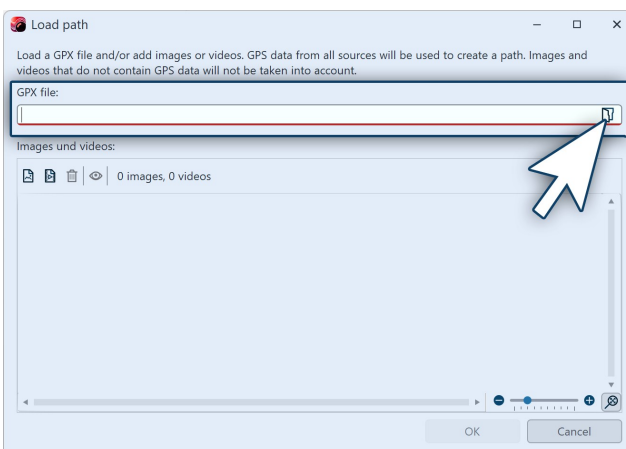 Load path
Load a GPX file and/or add images or videos. GPS data from all sources will be used to create a path. Images and
videos that do not contain GPS data will not be taken into account.
GPX file:
Images und videos:
0 images, 0 videos
OK
Cancel